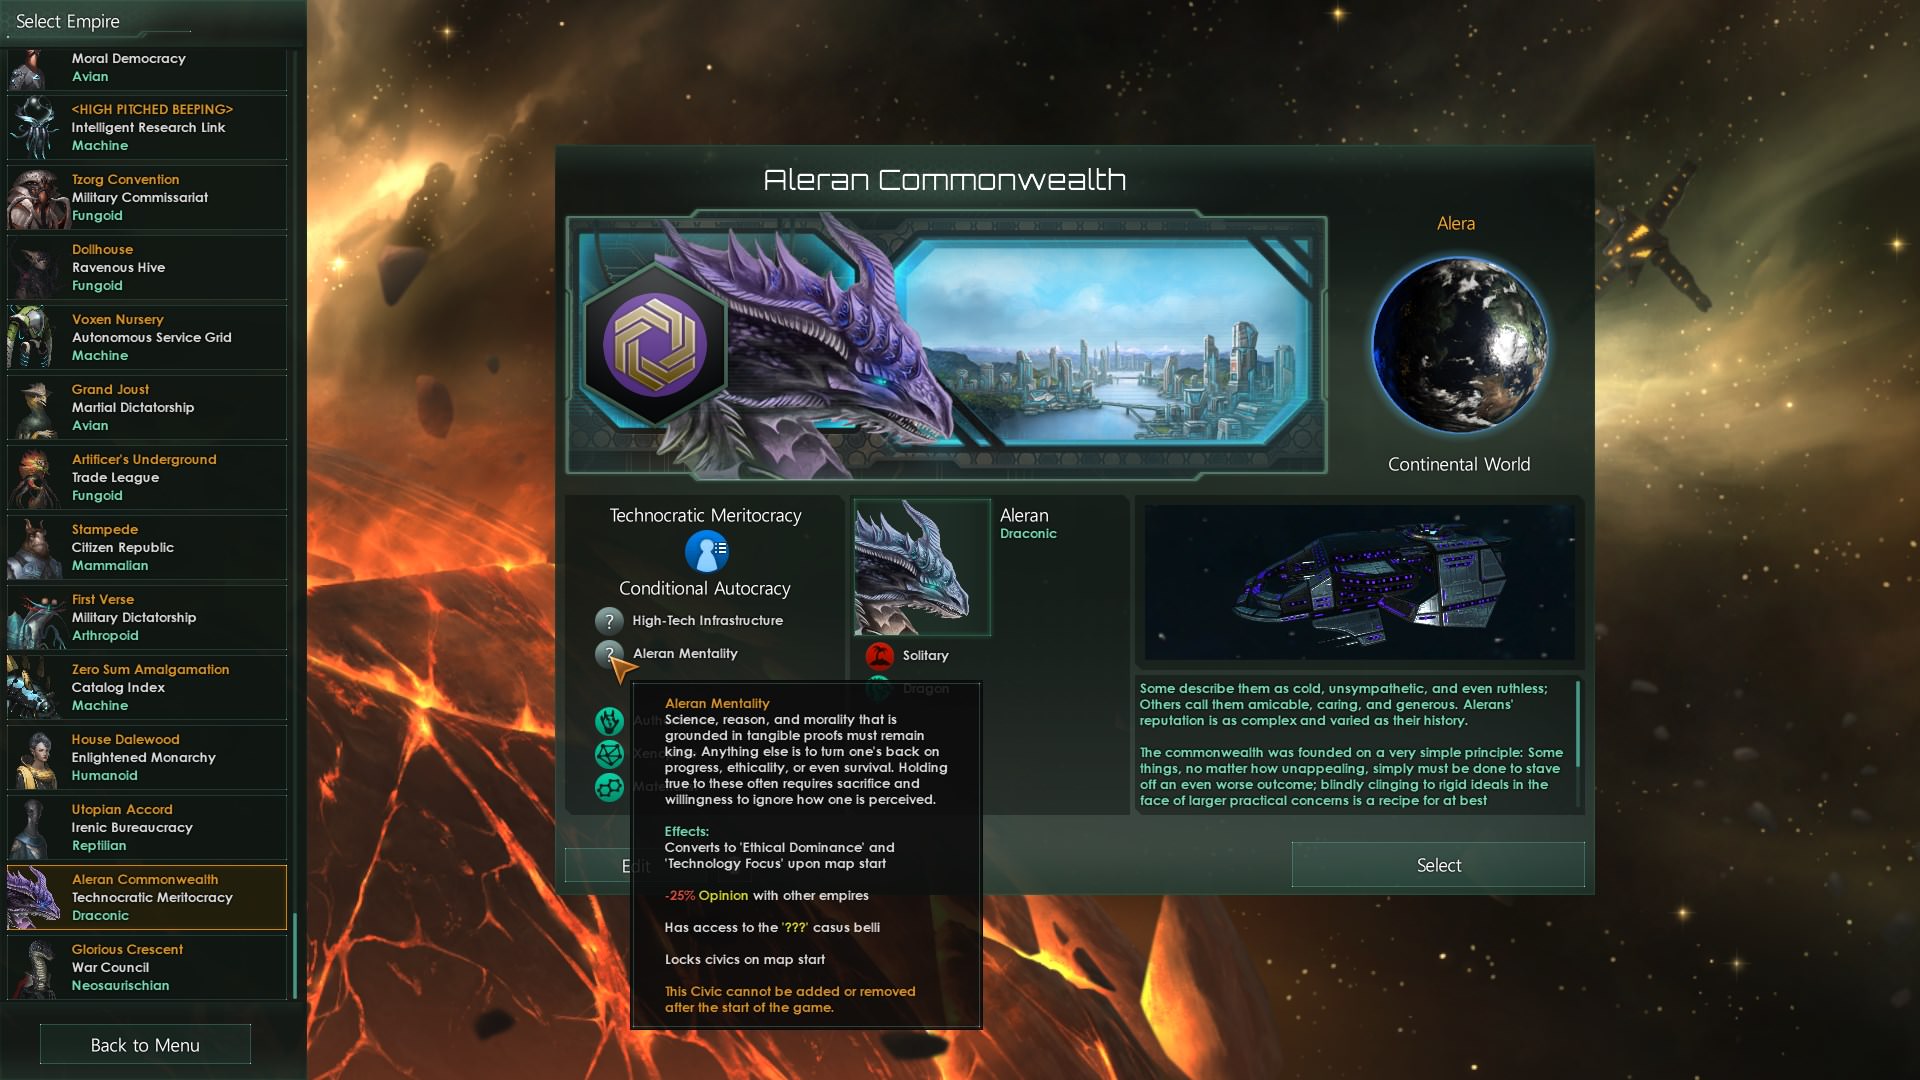 Select Empire
Moral Democracy
Avian
<HIGH PITCHED BEEPING>
Intelligent Research Link
Machine
Tzorg Convention
Military Commissariat
Fungoid
Dollhouse
Ravenous Hive
Fungoid
Voxen Nursery
Autonomous Service Grid
Machine
Grand Joust
Martial Dictatorship
Avian
Artificer's Underground
Trade League
Fungoid
Stampede
Citizen Republic
Mammalian
First Verse
Military Dictatorship
Arthropoid
Zero Sum Amalgamation
Catalog Index
Machine
House Dalewood
Enlightened Monarchy
Humanoid
Utopian Accord
Irenic Bureaucracy
Reptilian
Aleran Commonwealth
Technocratic Meritocracy
Draconic
Glorious Crescent
War Council
Neosaurischian
Back to Menu
Aleran Commonwealth
Alera
Continental World
Technocratic Meritocracy
Conditional Autocracy
? High-Tech Infrastructure
? Aleran Mentality
Aleran
Draconic
Solitary
Dragon
Aleran Mentality
Science, reason, and morality that is
grounded in tangible proofs must remain
king. Anything else is to turn one's back on
progress, ethicality, or even survival. Holding
true to these often requires sacrifice and
willingness to ignore how one is perceived.
Effects:
Converts to 'Ethical Dominance' and
'Technology Focus' upon map start
-25% Opinion with other empires
Has access to the '???' casus belli
Locks civics on map start
This Civic cannot be added or removed
after the start of the game.
Some describe them as cold, unsympathetic, and even ruthless;
Others call them amicable, caring, and generous. Alerans'
reputation is as complex and varied as their history.
The commonwealth was founded on a very simple principle: Some
things, no matter how unappealing, simply must be done to stave
off an even worse outcome; blindly clinging to rigid ideals in the
face of larger practical concerns is a recipe for at best
Edit
Select